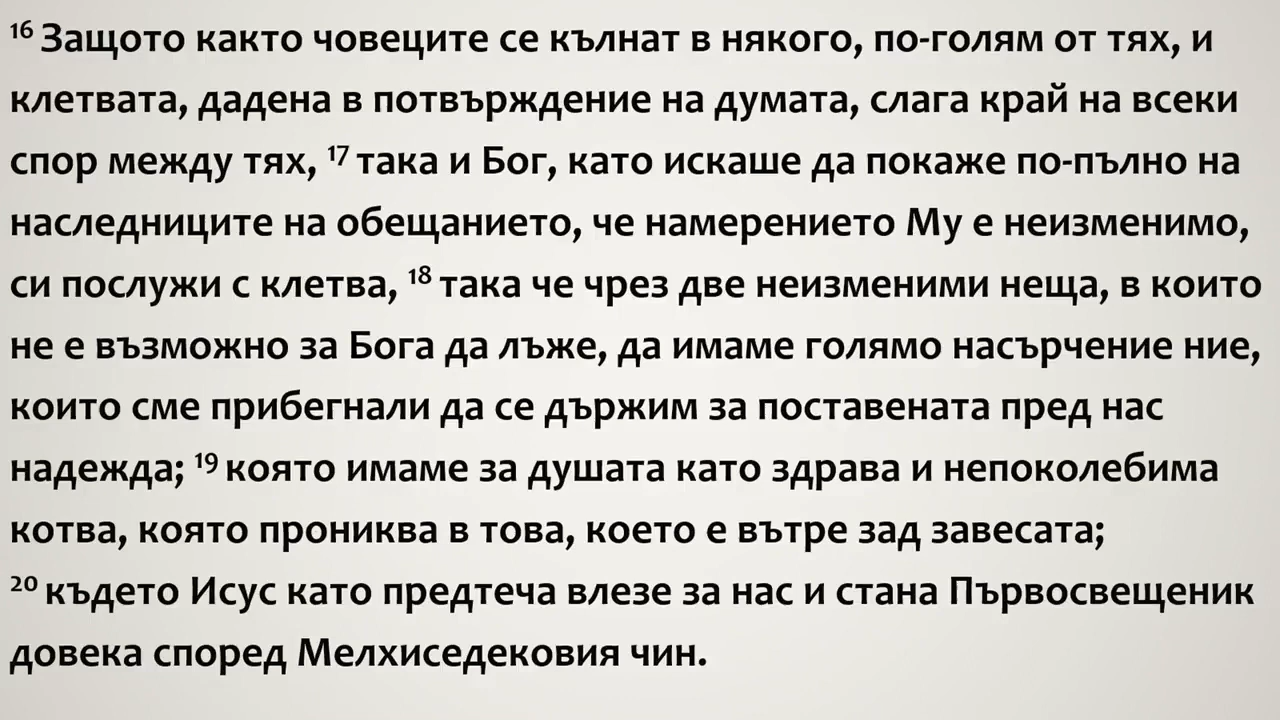 ¹⁶ Защото както човеците се кълнат в някого, по-голям от тях, и
клетвата, дадена в потвърждение на думата, слага край на всеки
спор между тях, ¹⁷ така и Бог, като искаше да покаже по-пълно на
наследниците на обещанието, че намерението Му е неизменимо,
си послужи с клетва, ¹⁸ така че чрез две неизменими неща, в които
не е възможно за Бога да лъже, да имаме голямо насърчение ние,
които сме прибегнали да се държим за поставената пред нас
надежда; ¹⁹ която имаме за душата като здрава и непоколебима
котва, която прониква в това, което е вътре зад завесата;
²⁰ където Исус като предтеча влезе за нас и стана Първосвещеник
довека според Мелхиседековия чин.